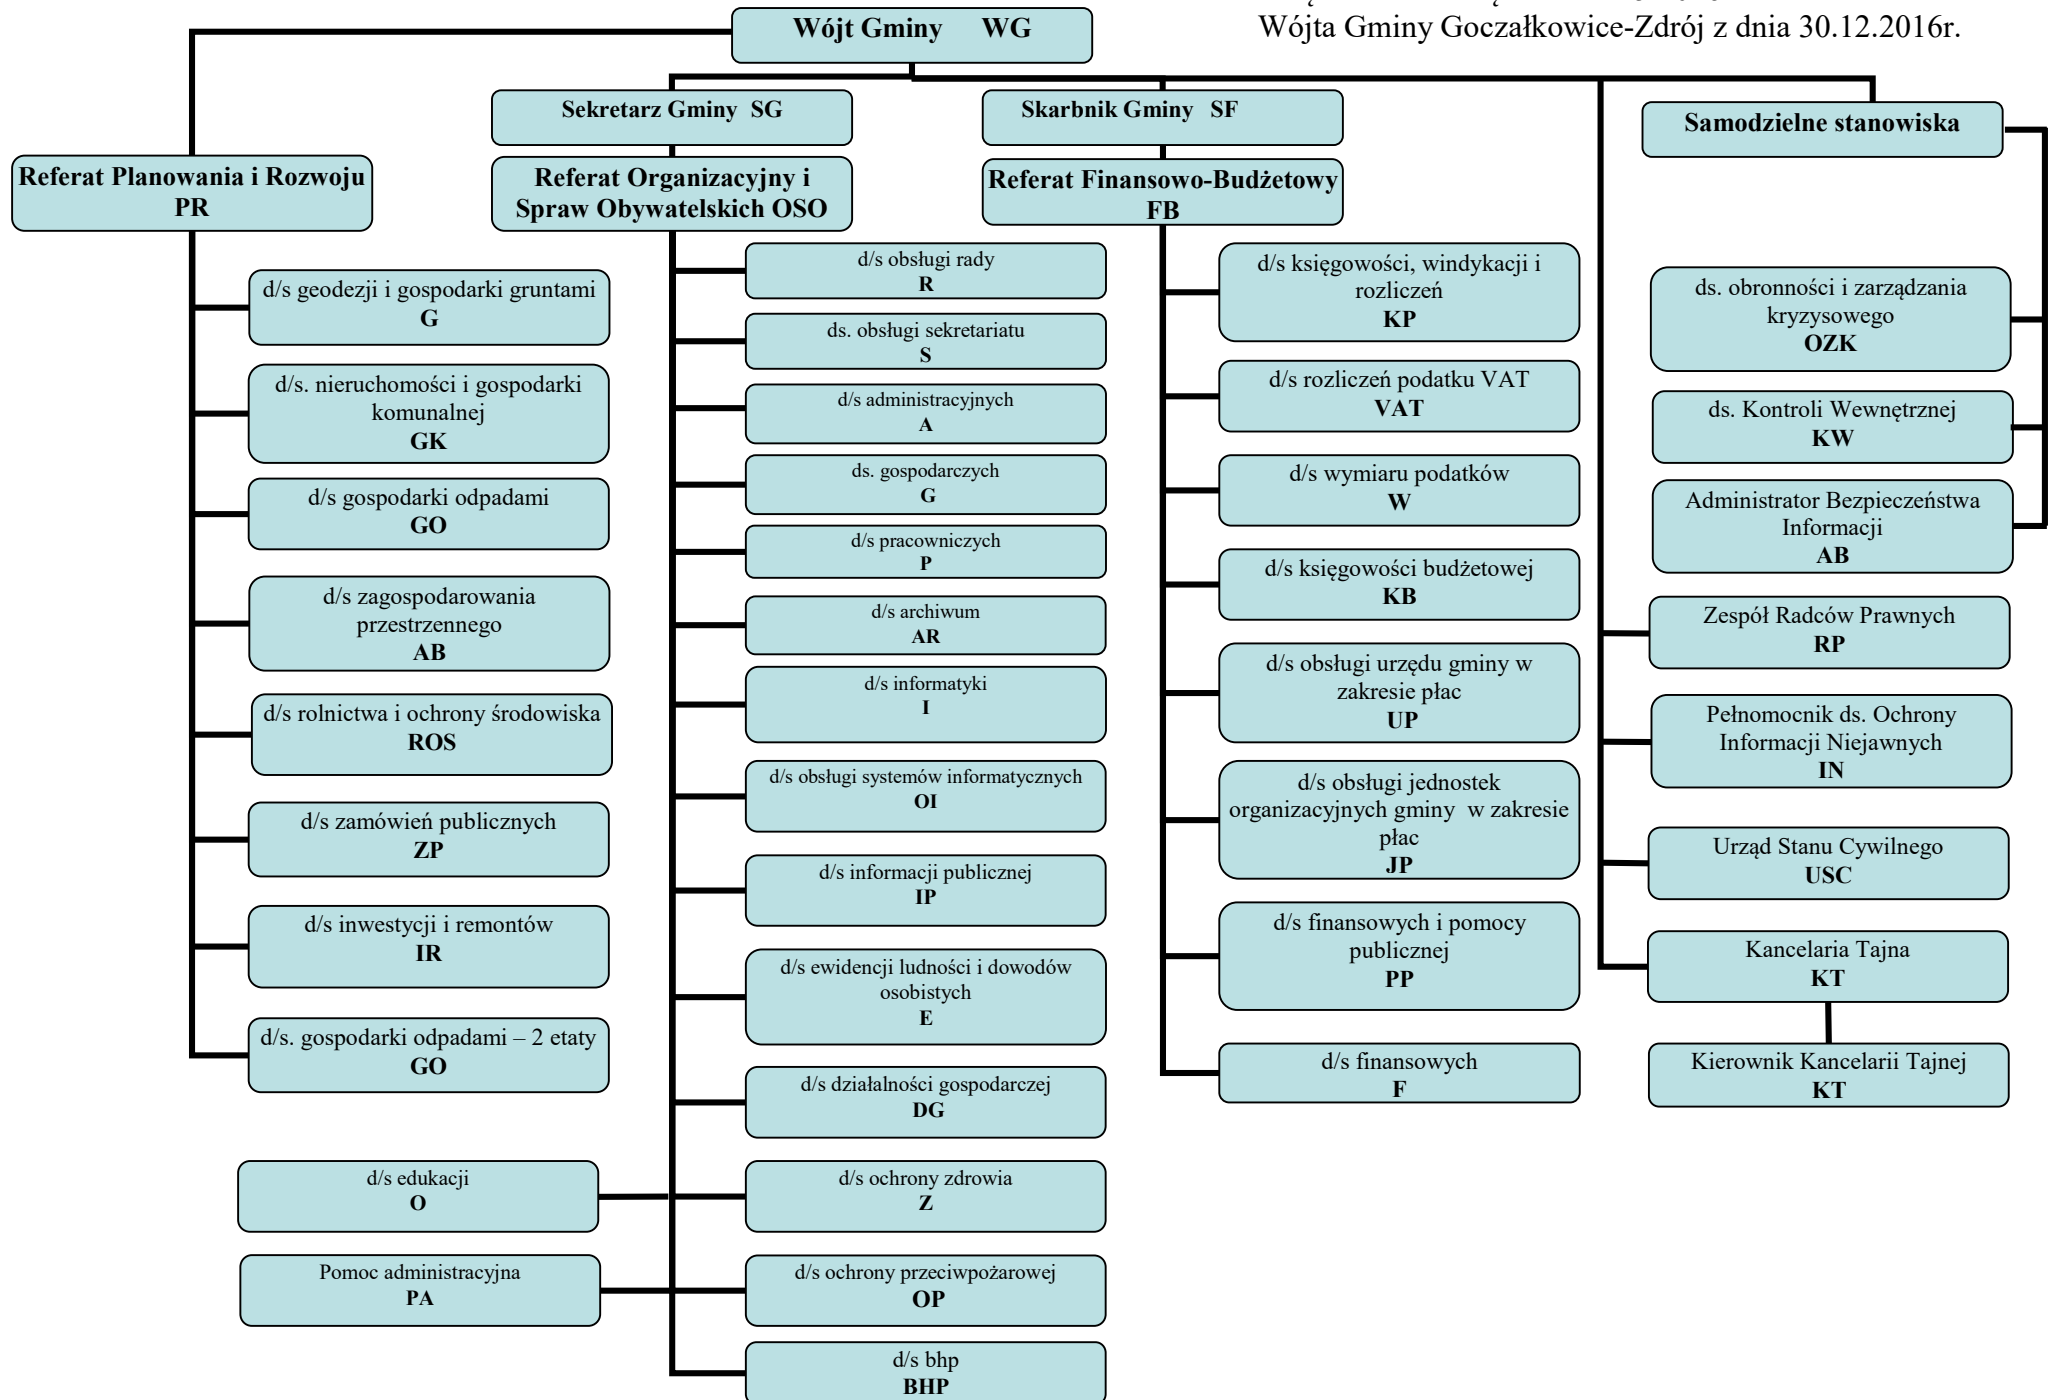 Wójta Gminy Goczałkowice-Zdrój z dnia 30.12.2016r.
Wójt Gminy WG
Sekretarz Gminy SG
Skarbnik Gminy SF
Samodzielne stanowiska
Referat Planowania i Rozwoju
PR
Referat Organizacyjny i
Spraw Obywatelskich OSO
Referat Finansowo-Budżetowy
FB
d/s geodezji i gospodarki gruntami
G
d/s. nieruchomości i gospodarki
komunalnej
GK
d/s gospodarki odpadami
GO
d/s zagospodarowania
przestrzennego
AB
d/s rolnictwa i ochrony środowiska
ROS
d/s zamówień publicznych
ZP
d/s inwestycji i remontów
IR
d/s. gospodarki odpadami – 2 etaty
GO
d/s edukacji
O
Pomoc administracyjna
PA
d/s obsługi rady
R
ds. obsługi sekretariatu
S
d/s administracyjnych
A
ds. gospodarczych
G
d/s pracowniczych
P
d/s archiwum
AR
d/s informatyki
I
d/s obsługi systemów informatycznych
OI
d/s informacji publicznej
IP
d/s ewidencji ludności i dowodów
osobistych
E
d/s działalności gospodarczej
DG
d/s ochrony zdrowia
Z
d/s ochrony przeciwpożarowej
OP
d/s bhp
BHP
d/s księgowości, windykacji i
rozliczeń
KP
d/s rozliczeń podatku VAT
VAT
d/s wymiaru podatków
W
d/s księgowości budżetowej
KB
d/s obsługi urzędu gminy w
zakresie płac
UP
d/s obsługi jednostek
organizacyjnych gminy w zakresie
płac
JP
d/s finansowych i pomocy
publicznej
PP
d/s finansowych
F
ds. obronności i zarządzania
kryzysowego
OZK
ds. Kontroli Wewnętrznej
KW
Administrator Bezpieczeństwa
Informacji
AB
Zespół Radców Prawnych
RP
Pełnomocnik ds. Ochrony
Informacji Niejawnych
IN
Urząd Stanu Cywilnego
USC
Kancelaria Tajna
KT
Kierownik Kancelarii Tajnej
KT